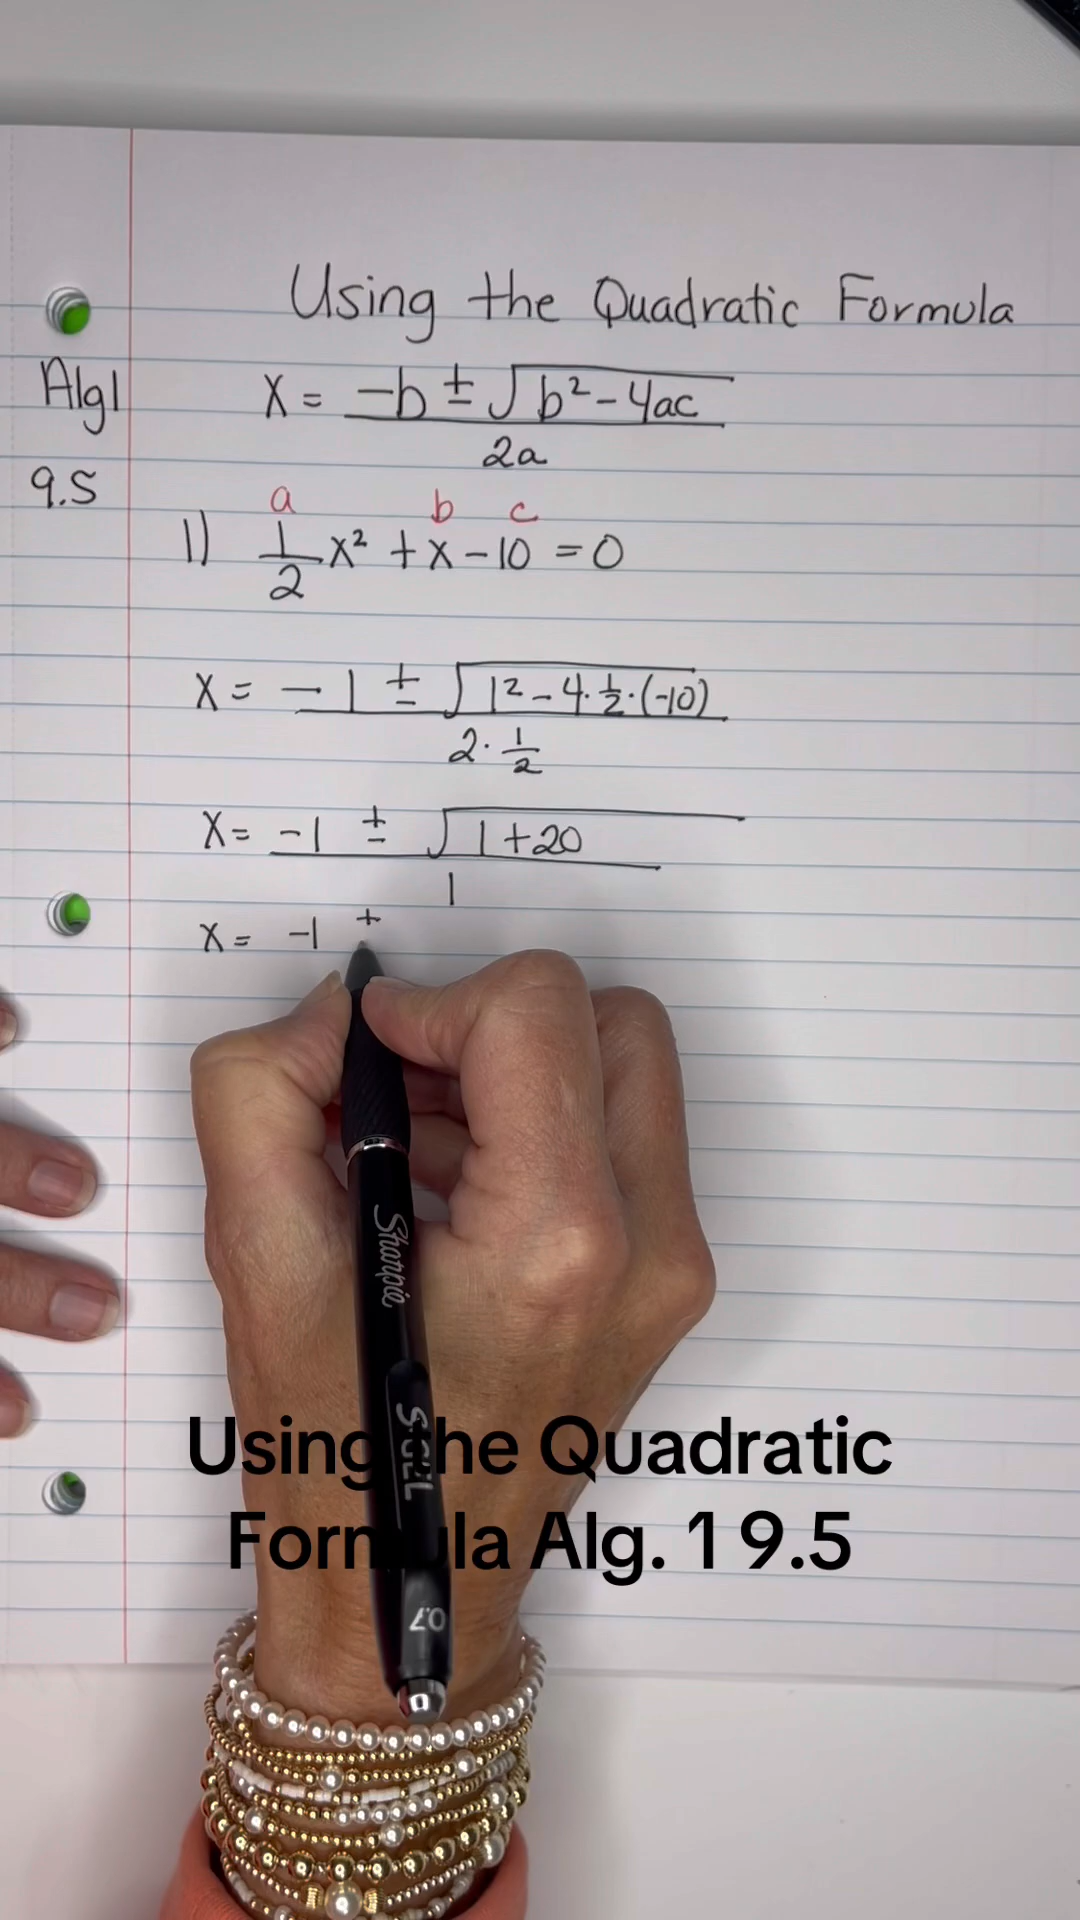 Using the Quadratic Formula
Alg1
x = -b ± √b² - 4ac
2a
9.5
a b c
1) 1/2 x² + x - 10 = 0
x = -1 ± √1² - 4·1/2·(-10)
2·1/2
x = -1 ± √1+20
1
x = -1 +
Sharpie
S·GEL
0.7
Using the Quadratic
Formula Alg. 1 9.5